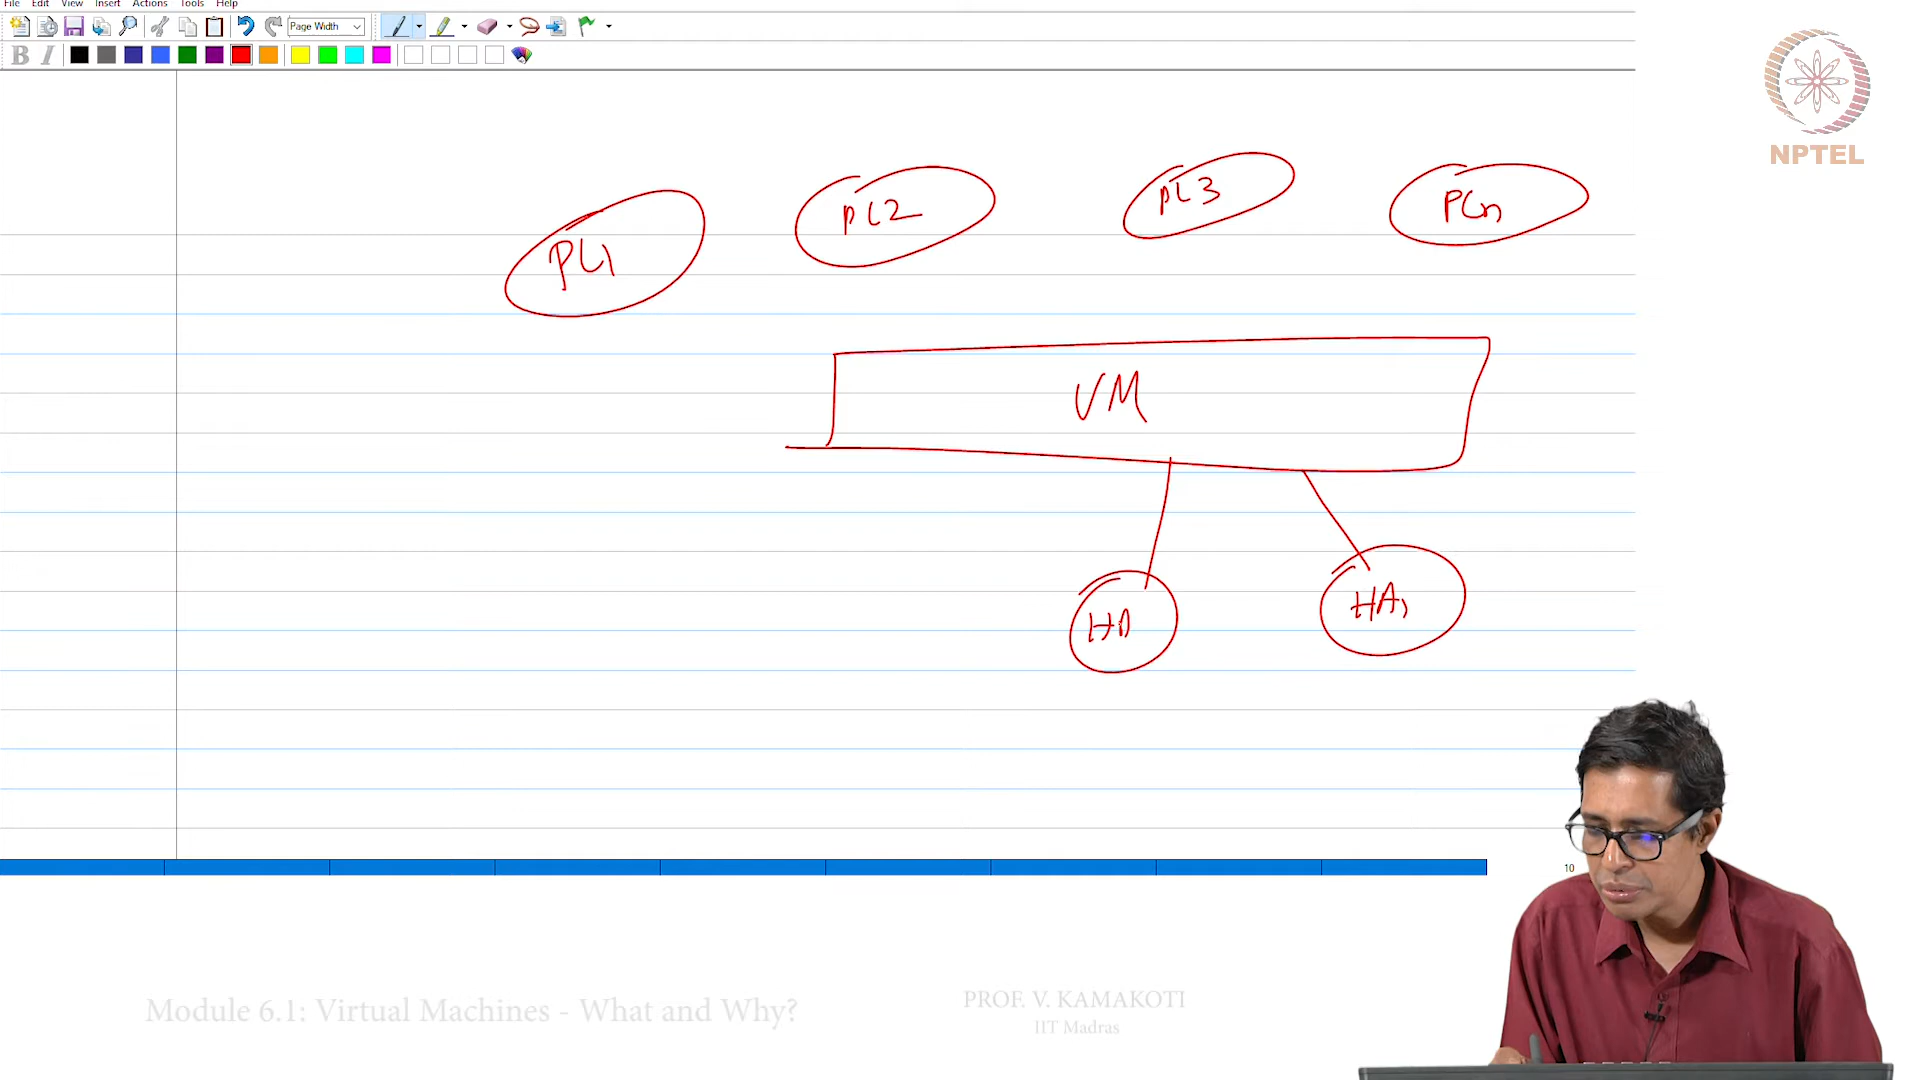 File Edit View Insert Actions Tools Help
Page Width
B I
NPTEL
PL1
PL2
PL3
PLn
VM
HA
HA1
10
Module 6.1: Virtual Machines - What and Why?
PROF. V. KAMAKOTI
IIT Madras